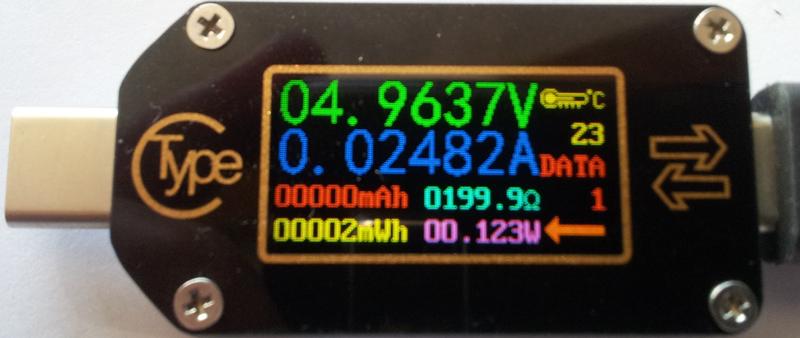 Type C
04.9637V °C
23
0.02482A DATA
00000mAh 0199.9Ω 1
00002mWh 00.123W